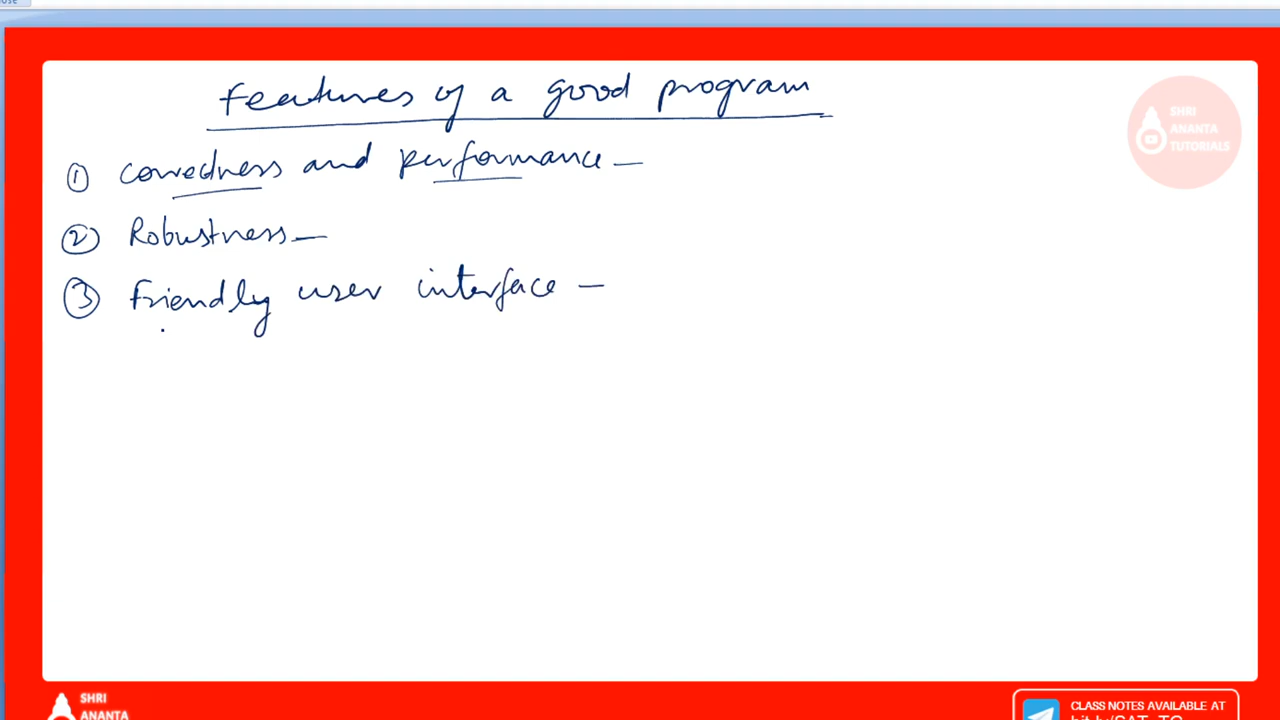 ose
Features of a good program
SHRI
ANANTA
TUTORIALS
① correctness and performance —
② Robustness —
③ Friendly user interface —
SHRI
ANANTA
CLASS NOTES AVAILABLE AT